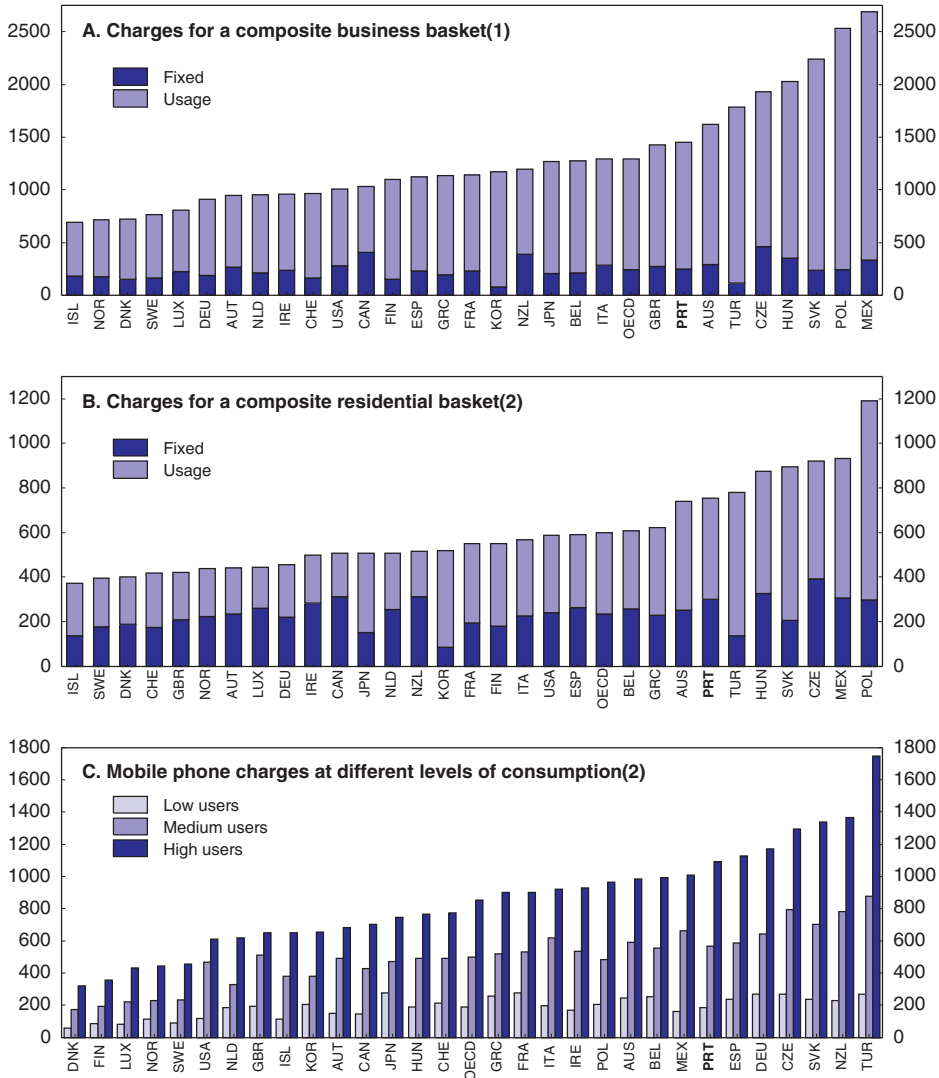 A. Charges for a composite business basket(1)
Fixed
Usage
2500 2500
2000 2000
1500 1500
1000 1000
500 500
0 0
ISL NOR DNK SWE LUX DEU AUT NLD IRE CHE USA CAN FIN ESP GRC FRA KOR NZL JPN BEL ITA OECD GBR PRT AUS TUR CZE HUN SVK POL MEX
B. Charges for a composite residential basket(2)
Fixed
Usage
1200 1200
1000 1000
800 800
600 600
400 400
200 200
0 0
ISL SWE DNK CHE GBR NOR AUT LUX DEU IRE CAN JPN NLD NZL KOR FRA FIN ITA USA ESP OECD BEL GRC AUS PRT TUR HUN SVK CZE MEX POL
1800 1800
C. Mobile phone charges at different levels of consumption(2)
Low users
Medium users
High users
1600 1600
1400 1400
1200 1200
1000 1000
800 800
600 600
400 400
200 200
0 0
DNK FIN LUX NOR SWE USA NLD GBR ISL KOR AUT CAN JPN HUN CHE OECD GRC FRA ITA IRE POL AUS BEL MEX PRT ESP DEU CZE SVK NZL TUR